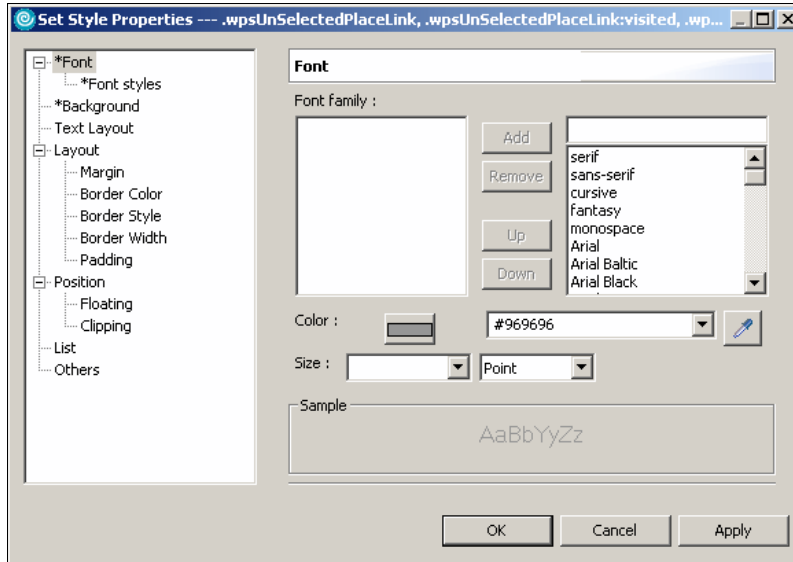 Set Style Properties --- .wpsUnSelectedPlaceLink, .wpsUnSelectedPlaceLink:visited, .wp...
*Font
*Font styles
*Background
Text Layout
Layout
Margin
Border Color
Border Style
Border Width
Padding
Position
Floating
Clipping
List
Others
Font
Font family :
Add
Remove
Up
Down
serif
sans-serif
cursive
fantasy
monospace
Arial
Arial Baltic
Arial Black
Color :
#969696
Size :
Point
Sample
AaBbYyZz
OK
Cancel
Apply